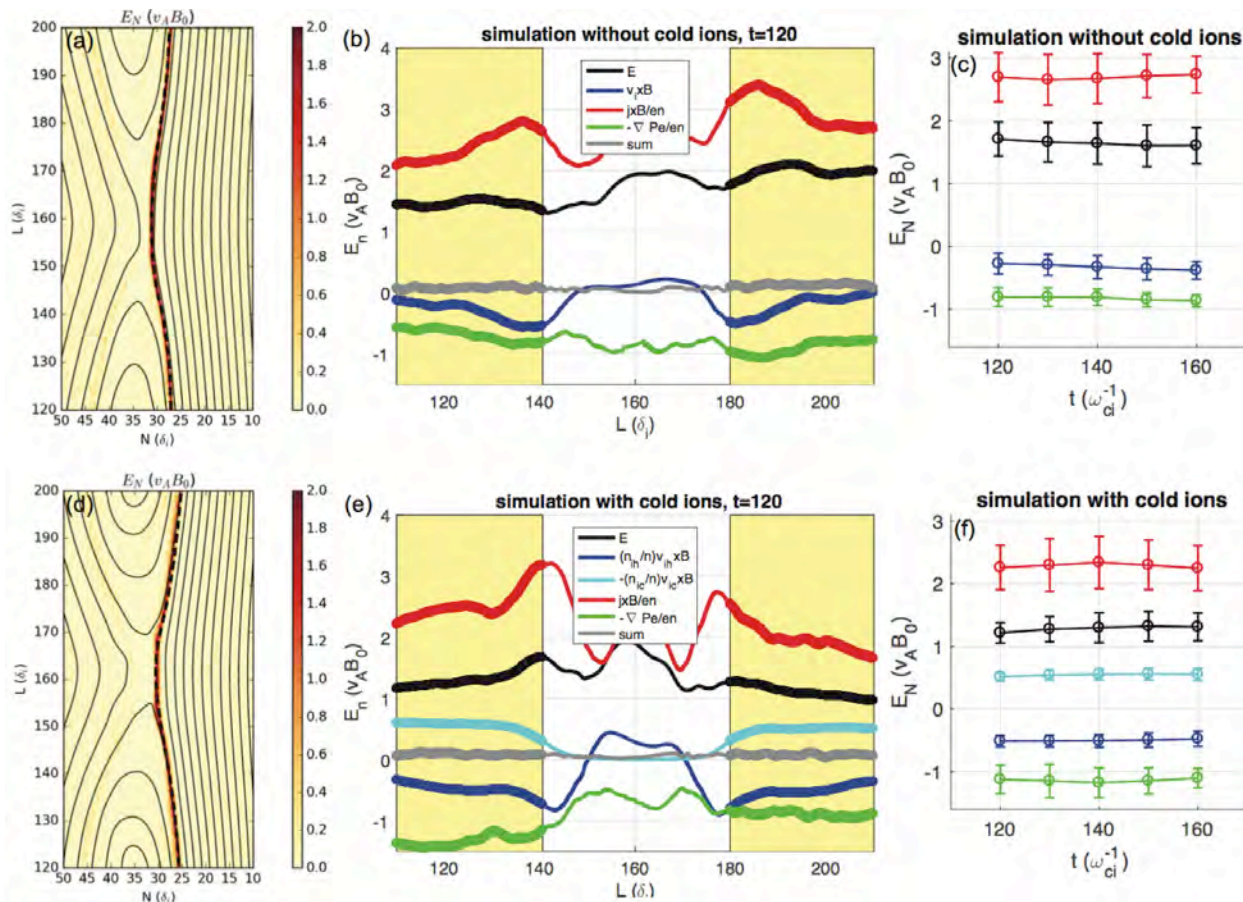 E_N (v_A B_0)
(a)
200
190
180
170
160
150
140
130
120
L (δ_i)
50 45 40 35 30 25 20 15 10
N (δ_i)
2.0
1.8
1.6
1.4
1.2
1.0
0.8
0.6
0.4
0.2
0.0
(b) simulation without cold ions, t=120
E
v_i xB
jxB/en
-∇ Pe/en
sum
4
3
2
1
0
-1
E_n (v_A B_0)
120 140 160 180 200
L (δ_i)
simulation without cold ions
(c)
3
2
1
0
-1
E_N (v_A B_0)
120 140 160
t (ω_ci^-1)
E_N (v_A B_0)
(d)
200
190
180
170
160
150
140
130
120
L (δ_i)
50 45 40 35 30 25 20 15 10
N (δ_i)
2.0
1.8
1.6
1.4
1.2
1.0
0.8
0.6
0.4
0.2
0.0
(e) simulation with cold ions, t=120
E
(n_ih/n)v_ih xB
-(n_ic/n)v_ic xB
jxB/en
-∇ Pe/en
sum
4
3
2
1
0
-1
E_n (v_A B_0)
120 140 160 180 200
L (δ_i)
simulation with cold ions
(f)
3
2
1
0
-1
E_N (v_A B_0)
120 140 160
t (ω_ci^-1)